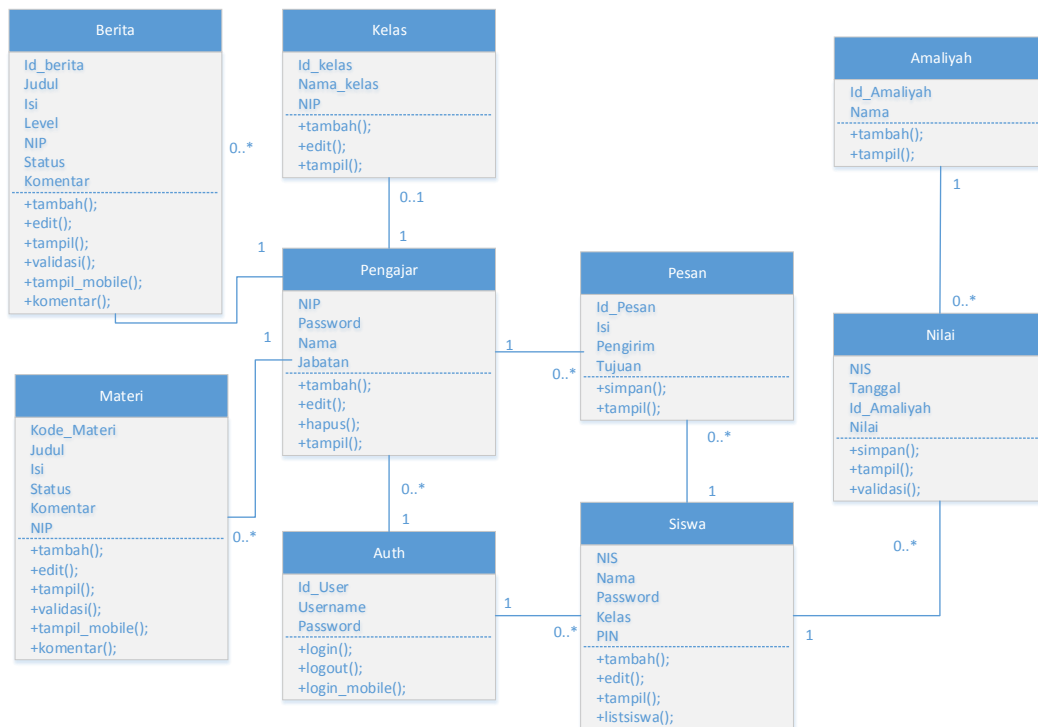 Berita
Id_berita
Judul
Isi
Level
NIP
Status
Komentar
+tambah();
+edit();
+tampil();
+validasi();
+tampil_mobile();
+komentar();
0..*
1
Kelas
Id_kelas
Nama_kelas
NIP
+tambah();
+edit();
+tampil();
0..1
1
Amaliyah
Id_Amaliyah
Nama
+tambah();
+tampil();
1
0..*
Pengajar
NIP
Password
Nama
Jabatan
+tambah();
+edit();
+hapus();
+tampil();
1
0..*
Pesan
Id_Pesan
Isi
Pengirim
Tujuan
+simpan();
+tampil();
0..*
1
Nilai
NIS
Tanggal
Id_Amaliyah
Nilai
+simpan();
+tampil();
+validasi();
0..*
1
1
Materi
Kode_Materi
Judul
Isi
Status
Komentar
NIP
+tambah();
+edit();
+tampil();
+validasi();
+tampil_mobile();
+komentar();
0..*
0..*
1
Auth
Id_User
Username
Password
+login();
+logout();
+login_mobile();
1
0..*
Siswa
NIS
Nama
Password
Kelas
PIN
+tambah();
+edit();
+tampil();
+listsiswa();